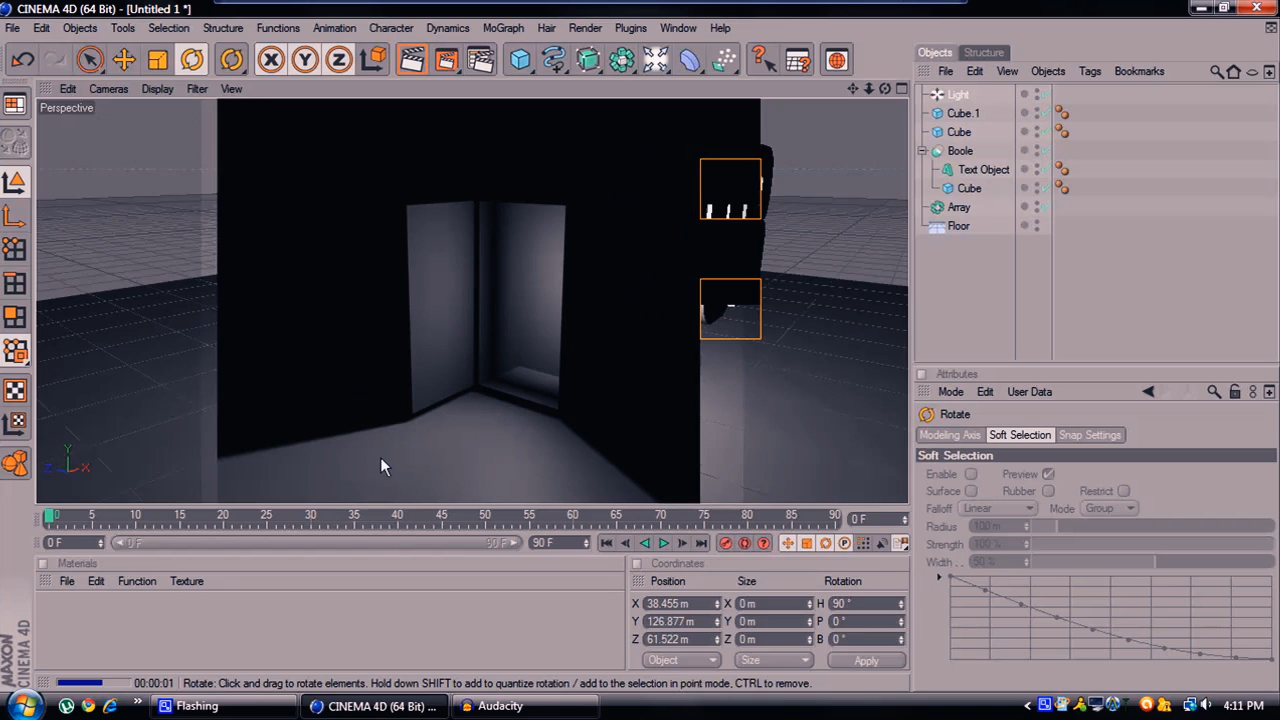 CINEMA 4D (64 Bit) - [Untitled 1 *]
File Edit Objects Tools Selection Structure Functions Animation Character Dynamics MoGraph Hair Render Plugins Window Help
X Y Z
Objects Structure
File Edit View Objects Tags Bookmarks
Edit Cameras Display Filter View
Perspective
Light
Cube.1
Cube
Boole
Text Object
Cube
Array
Floor
Attributes
Mode Edit User Data
Rotate
Modeling Axis Soft Selection Snap Settings
Soft Selection
Enable Preview
Surface Rubber Restrict
Falloff Linear Mode Group
Radius 100 m
Strength 100 %
Width . . 50 %
Y
Z X
0 5 10 15 20 25 30 35 40 45 50 55 60 65 70 75 80 85 90 0 F
0 F 0 F 90 F 90 F
Materials
File Edit Function Texture
Coordinates
Position Size Rotation
X 38.455 m X 0 m H 90 °
Y 126.877 m Y 0 m P 0 °
Z 61.522 m Z 0 m B 0 °
Object Size Apply
MAXON
CINEMA 4D
00:00:01 Rotate: Click and drag to rotate elements. Hold down SHIFT to add to quantize rotation / add to the selection in point mode, CTRL to remove.
Flashing CINEMA 4D (64 Bit) - ... Audacity 4:11 PM